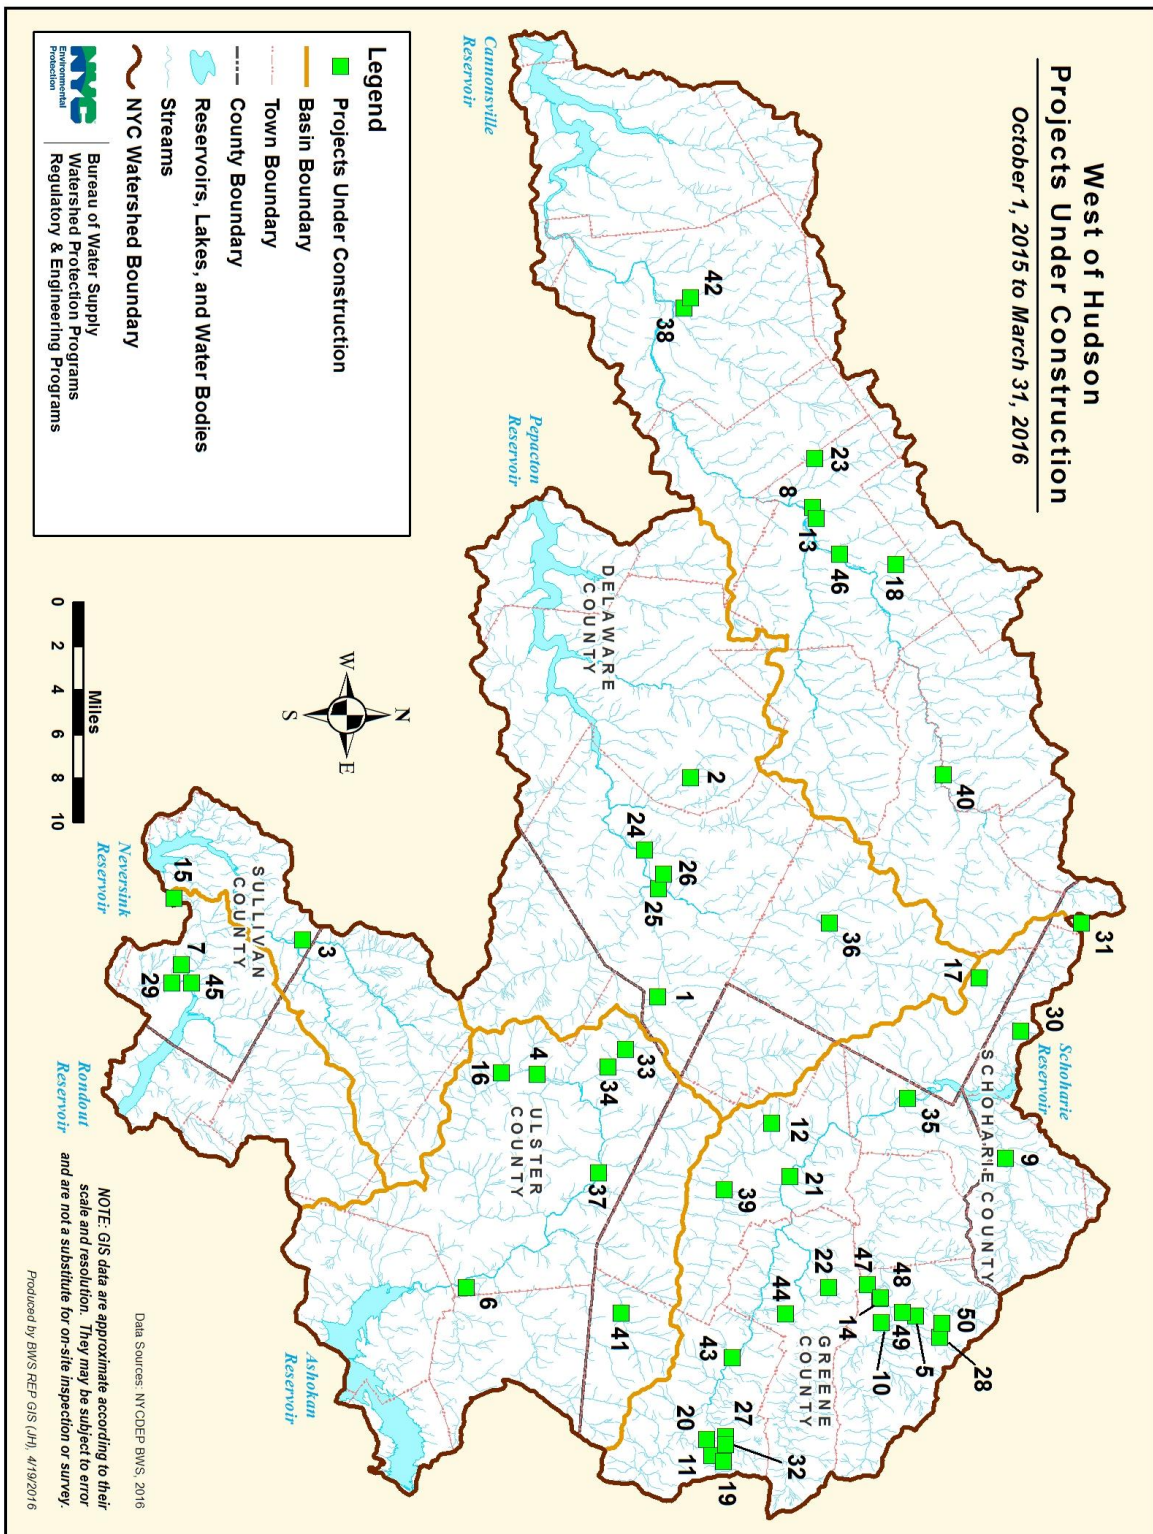 West of Hudson
Projects Under Construction
October 1, 2015 to March 31, 2016
Cannonsville
Reservoir
Pepacton
Reservoir
Schoharie
Reservoir
Neversink
Reservoir
Rondout
Reservoir
Ashokan
Reservoir
DELAWARE
COUNTY
SULLIVAN
COUNTY
ULSTER
COUNTY
GREENE
COUNTY
SCHOHARIE COUNTY
42
38
23
8
13
46
18
40
2
24
26
25
36
31
17
30
1
33
34
4
16
3
15
7
45
29
35
9
12
21
39
37
6
41
22
47
14
48
10
49
5
50
28
44
43
27
20
11
32
19
Legend
Projects Under Construction
Basin Boundary
Town Boundary
County Boundary
Reservoirs, Lakes, and Water Bodies
Streams
NYC Watershed Boundary
NYC
Environmental
Protection
Bureau of Water Supply
Watershed Protection Programs
Regulatory & Engineering Programs
N
W
E
S
0 2 4 6 8 10
Miles
Data Sources: NYCDEP BWS, 2016
NOTE: GIS data are approximate according to their
scale and resolution. They may be subject to error
and are not a substitute for on-site inspection or survey.
Produced by BWS REP GIS (JH), 4/19/2016